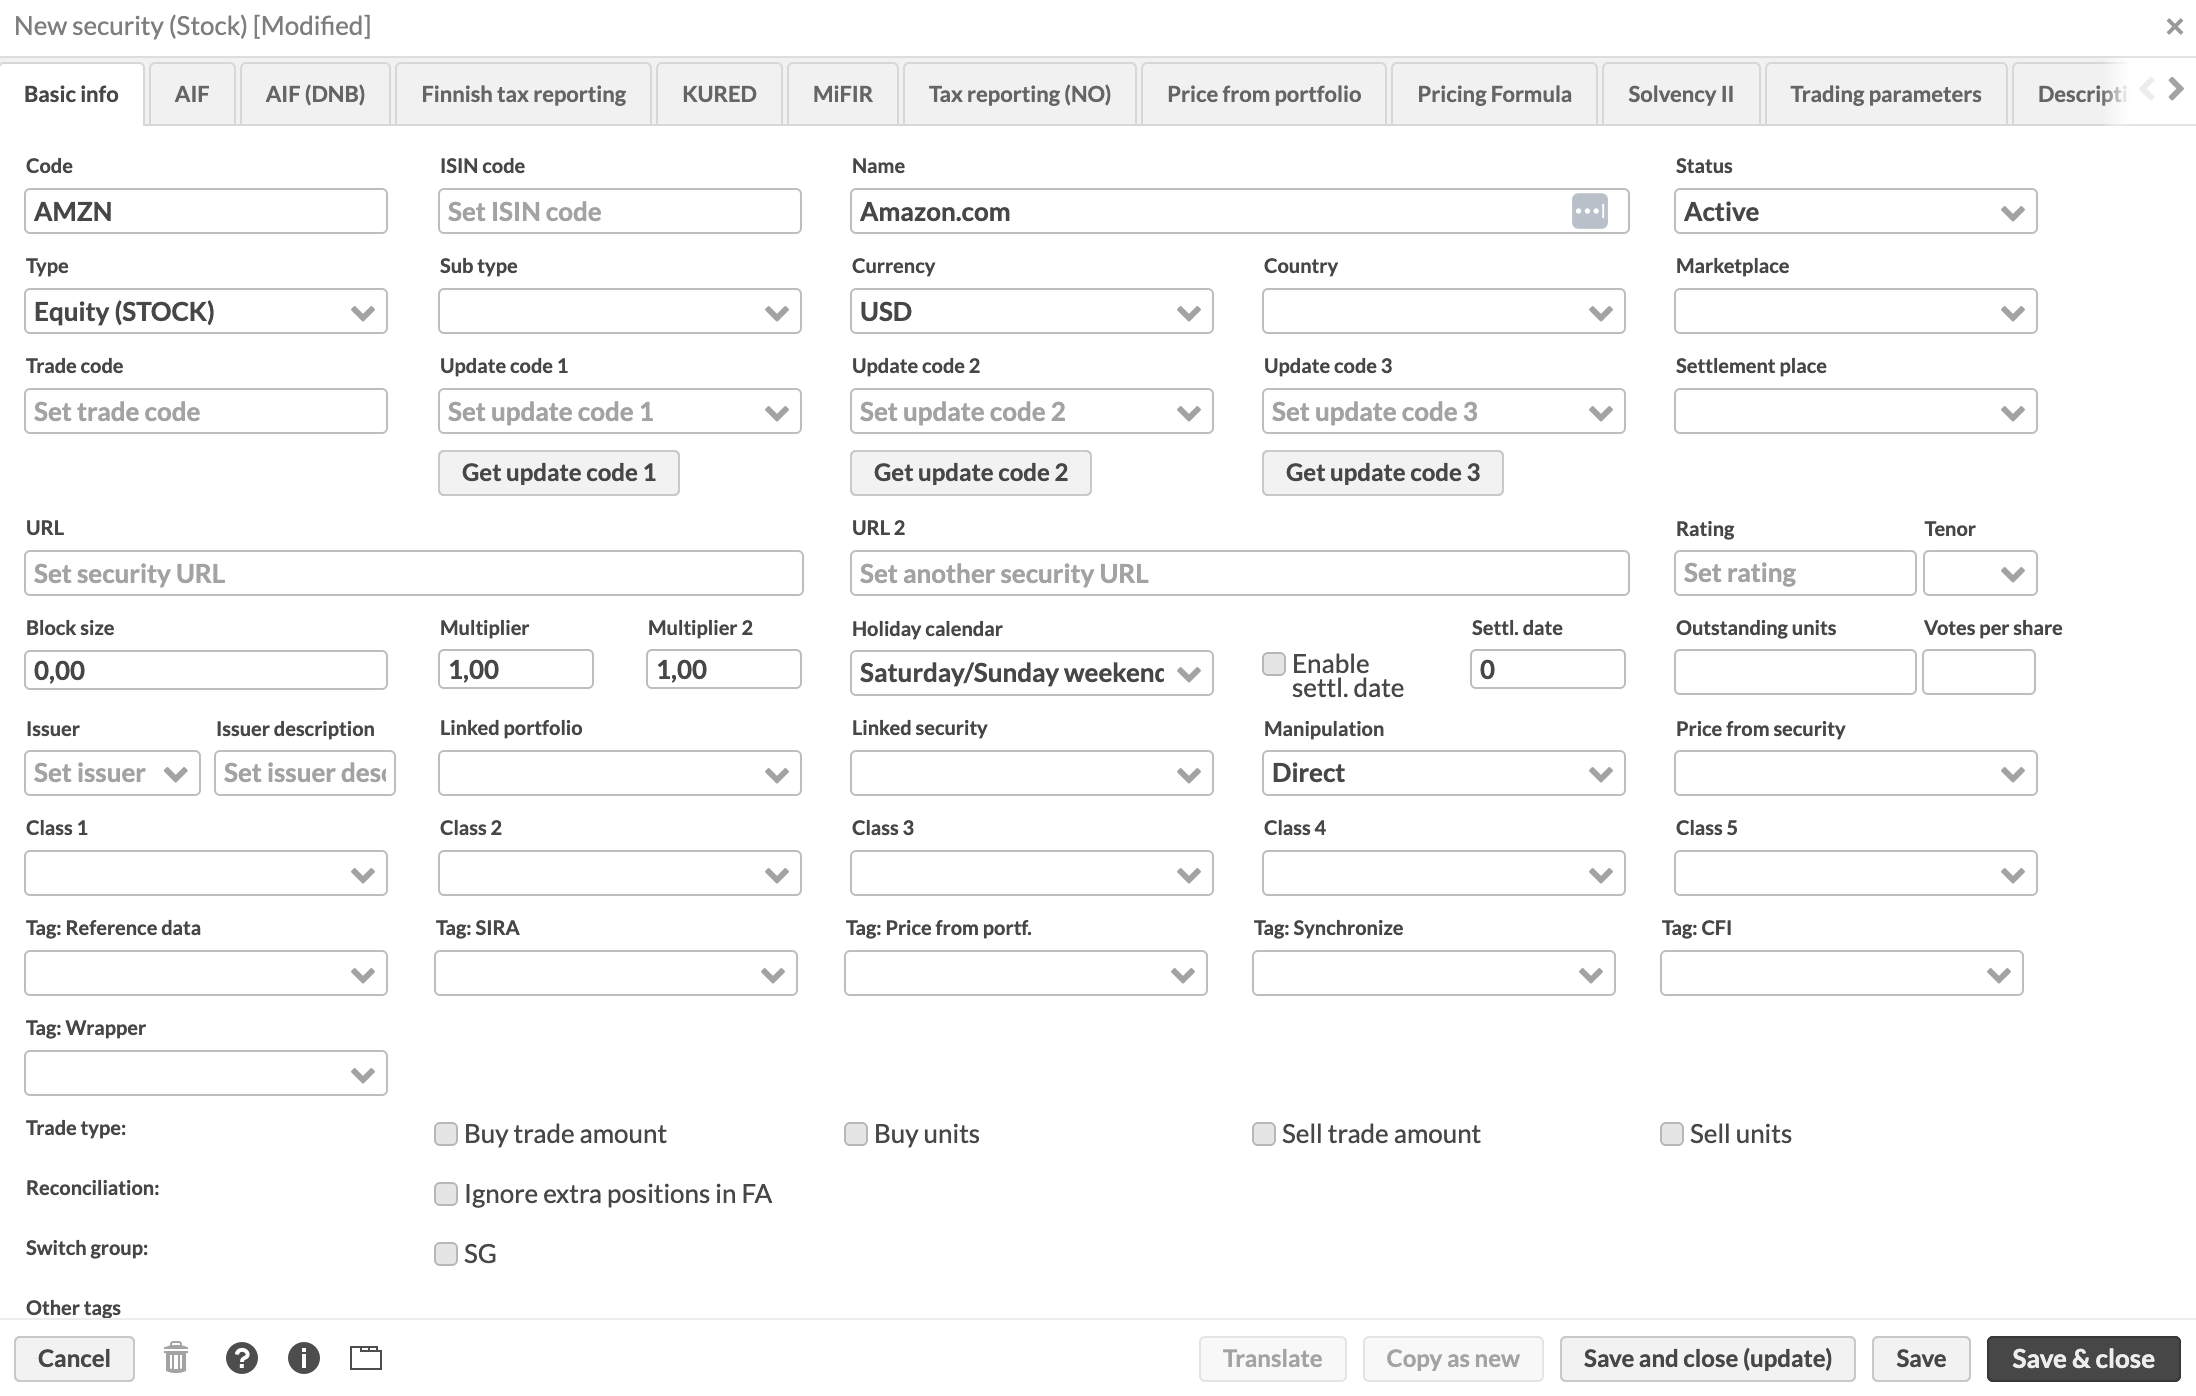 New security (Stock) [Modified]
Basic info AIF AIF (DNB) Finnish tax reporting KURED MiFIR Tax reporting (NO) Price from portfolio Pricing Formula Solvency II Trading parameters Descripti
Code ISIN code Name Status
AMZN Set ISIN code Amazon.com Active
Type Sub type Currency Country Marketplace
Equity (STOCK) USD
Trade code Update code 1 Update code 2 Update code 3 Settlement place
Set trade code Set update code 1 Set update code 2 Set update code 3
Get update code 1 Get update code 2 Get update code 3
URL URL 2 Rating Tenor
Set security URL Set another security URL Set rating
Block size Multiplier Multiplier 2 Holiday calendar Settl. date Outstanding units Votes per share
0,00 1,00 1,00 Saturday/Sunday weekend Enable settl. date 0
Issuer Issuer description Linked portfolio Linked security Manipulation Price from security
Set issuer Set issuer desc Direct
Class 1 Class 2 Class 3 Class 4 Class 5
Tag: Reference data Tag: SIRA Tag: Price from portf. Tag: Synchronize Tag: CFI
Tag: Wrapper
Trade type: Buy trade amount Buy units Sell trade amount Sell units
Reconciliation: Ignore extra positions in FA
Switch group: SG
Other tags
Cancel Translate Copy as new Save and close (update) Save Save & close